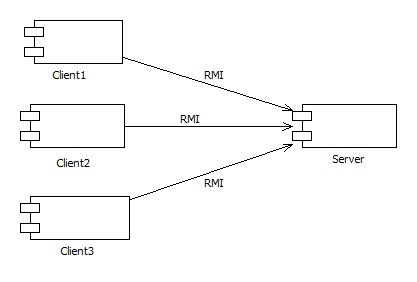 Client1
RMI
Client2
RMI
Server
Client3
RMI